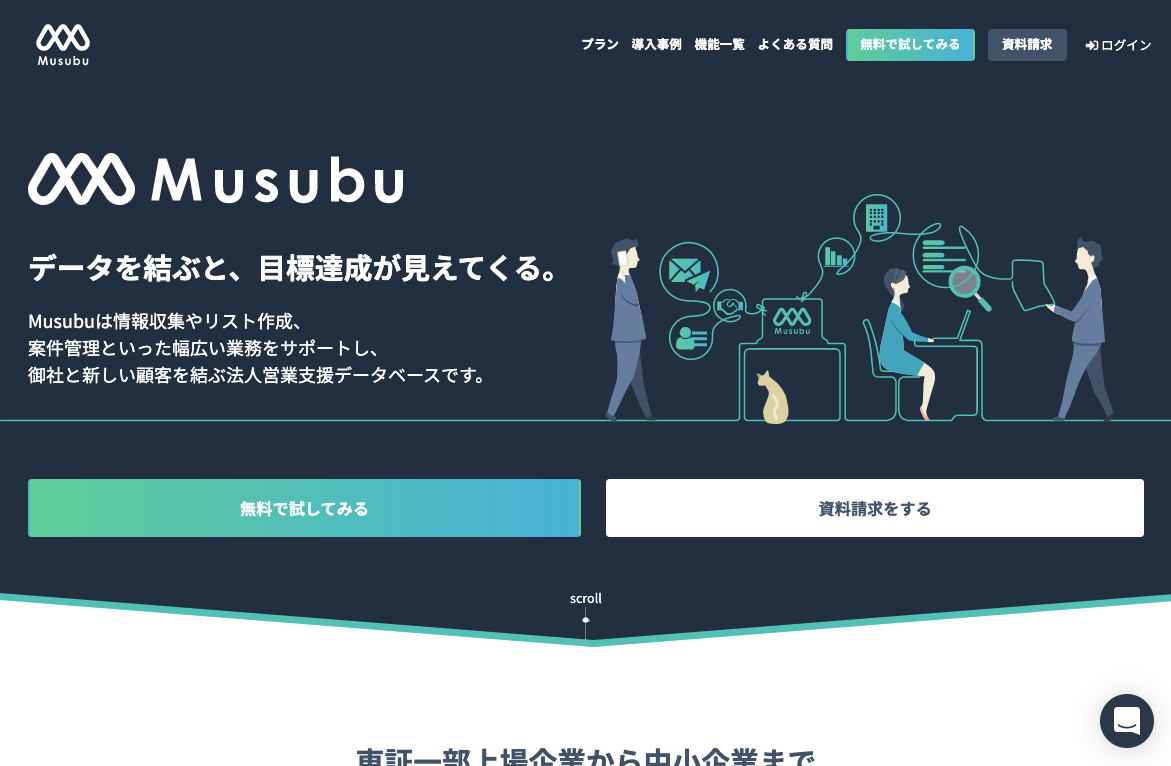 Musubu
プラン 導入事例 機能一覧 よくある質問 無料で試してみる 資料請求 ログイン
Musubu
データを結ぶと、目標達成が見えてくる。
Musubuは情報収集やリスト作成、
案件管理といった幅広い業務をサポートし、
御社と新しい顧客を結ぶ法人営業支援データベースです。
Musubu
無料で試してみる
資料請求をする
scroll
東証一部上場企業から中小企業まで